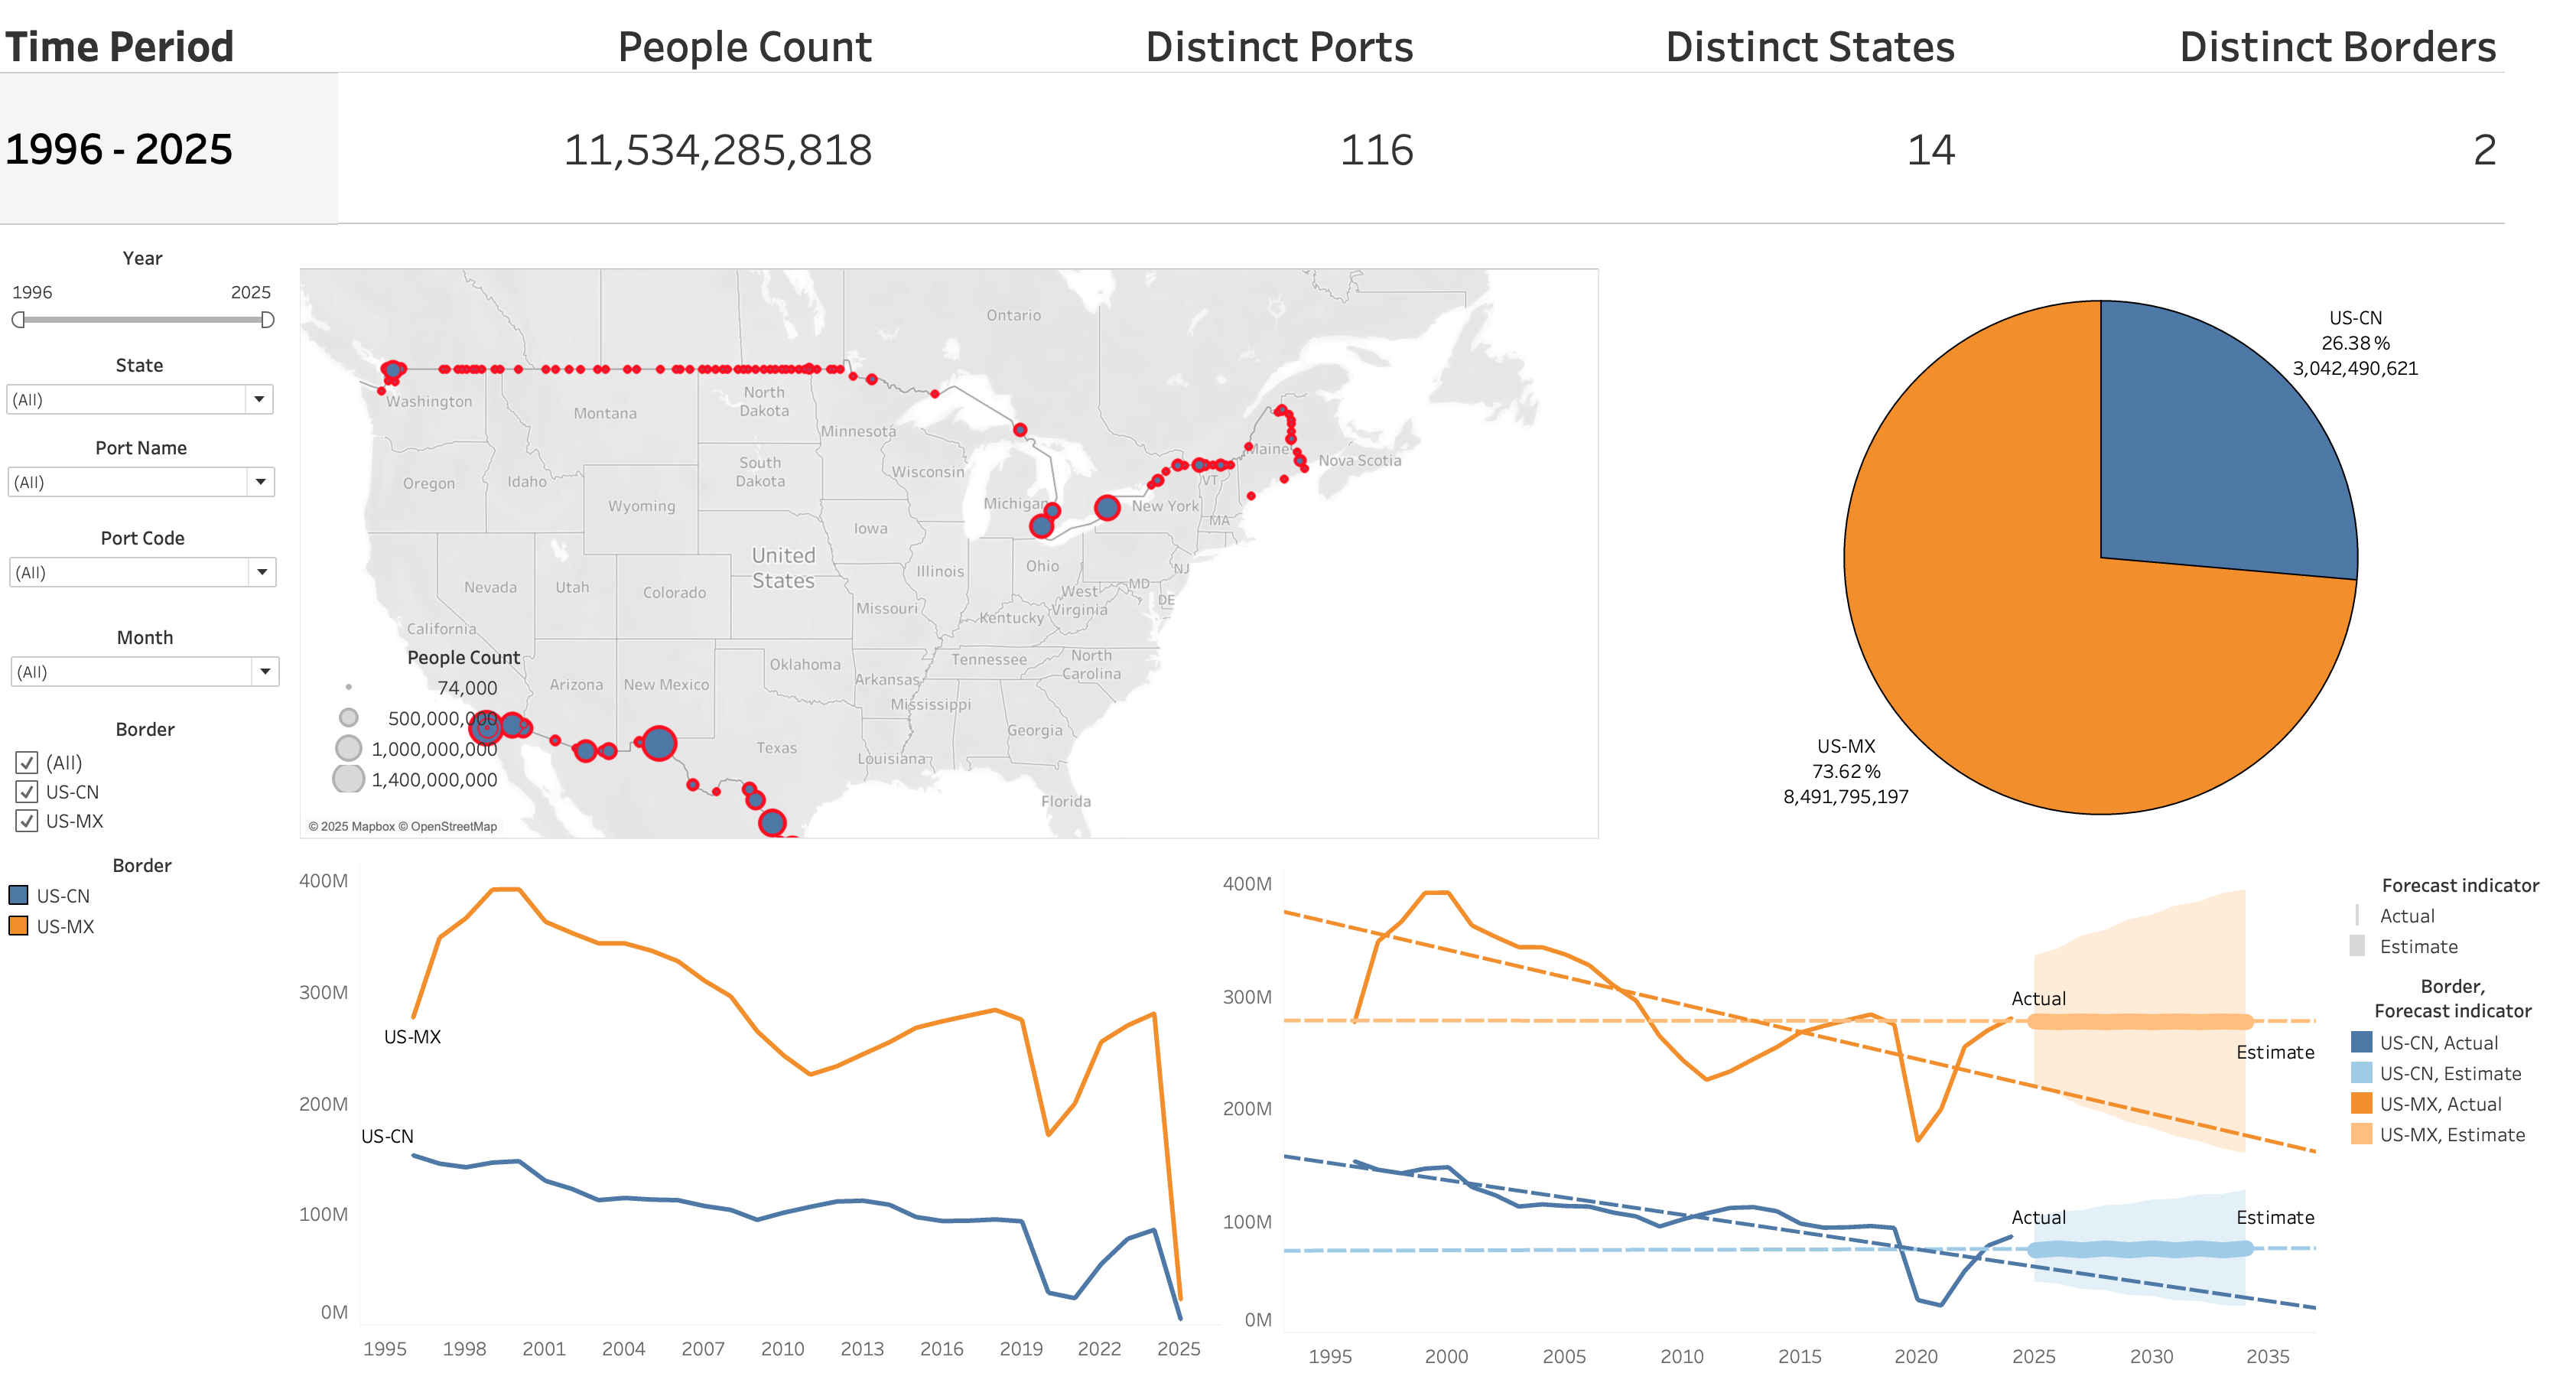 Time Period
People Count
Distinct Ports
Distinct States
Distinct Borders
1996 - 2025
11,534,285,818
116
14
2
Year
1996
2025
State
(All)
Port Name
(All)
Port Code
(All)
Month
(All)
Border
(All)
US-CN
US-MX
Border
US-CN
US-MX
Ontario
Washington
Montana
North
Dakota
Minnesota
Maine
Nova Scotia
Oregon
Idaho
South
Dakota
Wisconsin
Wyoming
Michigan
New York
VT
MA
Iowa
United
States
Nevada
Utah
Colorado
Illinois
Ohio
NJ
MD
DE
West
Virginia
Missouri
Kentucky
California
Oklahoma
Tennessee
North
Carolina
Arizona
New Mexico
Arkansas
Mississippi
Georgia
Texas
Louisiana
Florida
People Count
74,000
500,000,000
1,000,000,000
1,400,000,000
© 2025 Mapbox © OpenStreetMap
US-CN
26.38 %
3,042,490,621
US-MX
73.62 %
8,491,795,197
400M
300M
200M
100M
0M
US-MX
US-CN
1995
1998
2001
2004
2007
2010
2013
2016
2019
2022
2025
400M
300M
200M
100M
0M
Actual
Estimate
Actual
Estimate
1995
2000
2005
2010
2015
2020
2025
2030
2035
Forecast indicator
Actual
Estimate
Border,
Forecast indicator
US-CN, Actual
US-CN, Estimate
US-MX, Actual
US-MX, Estimate